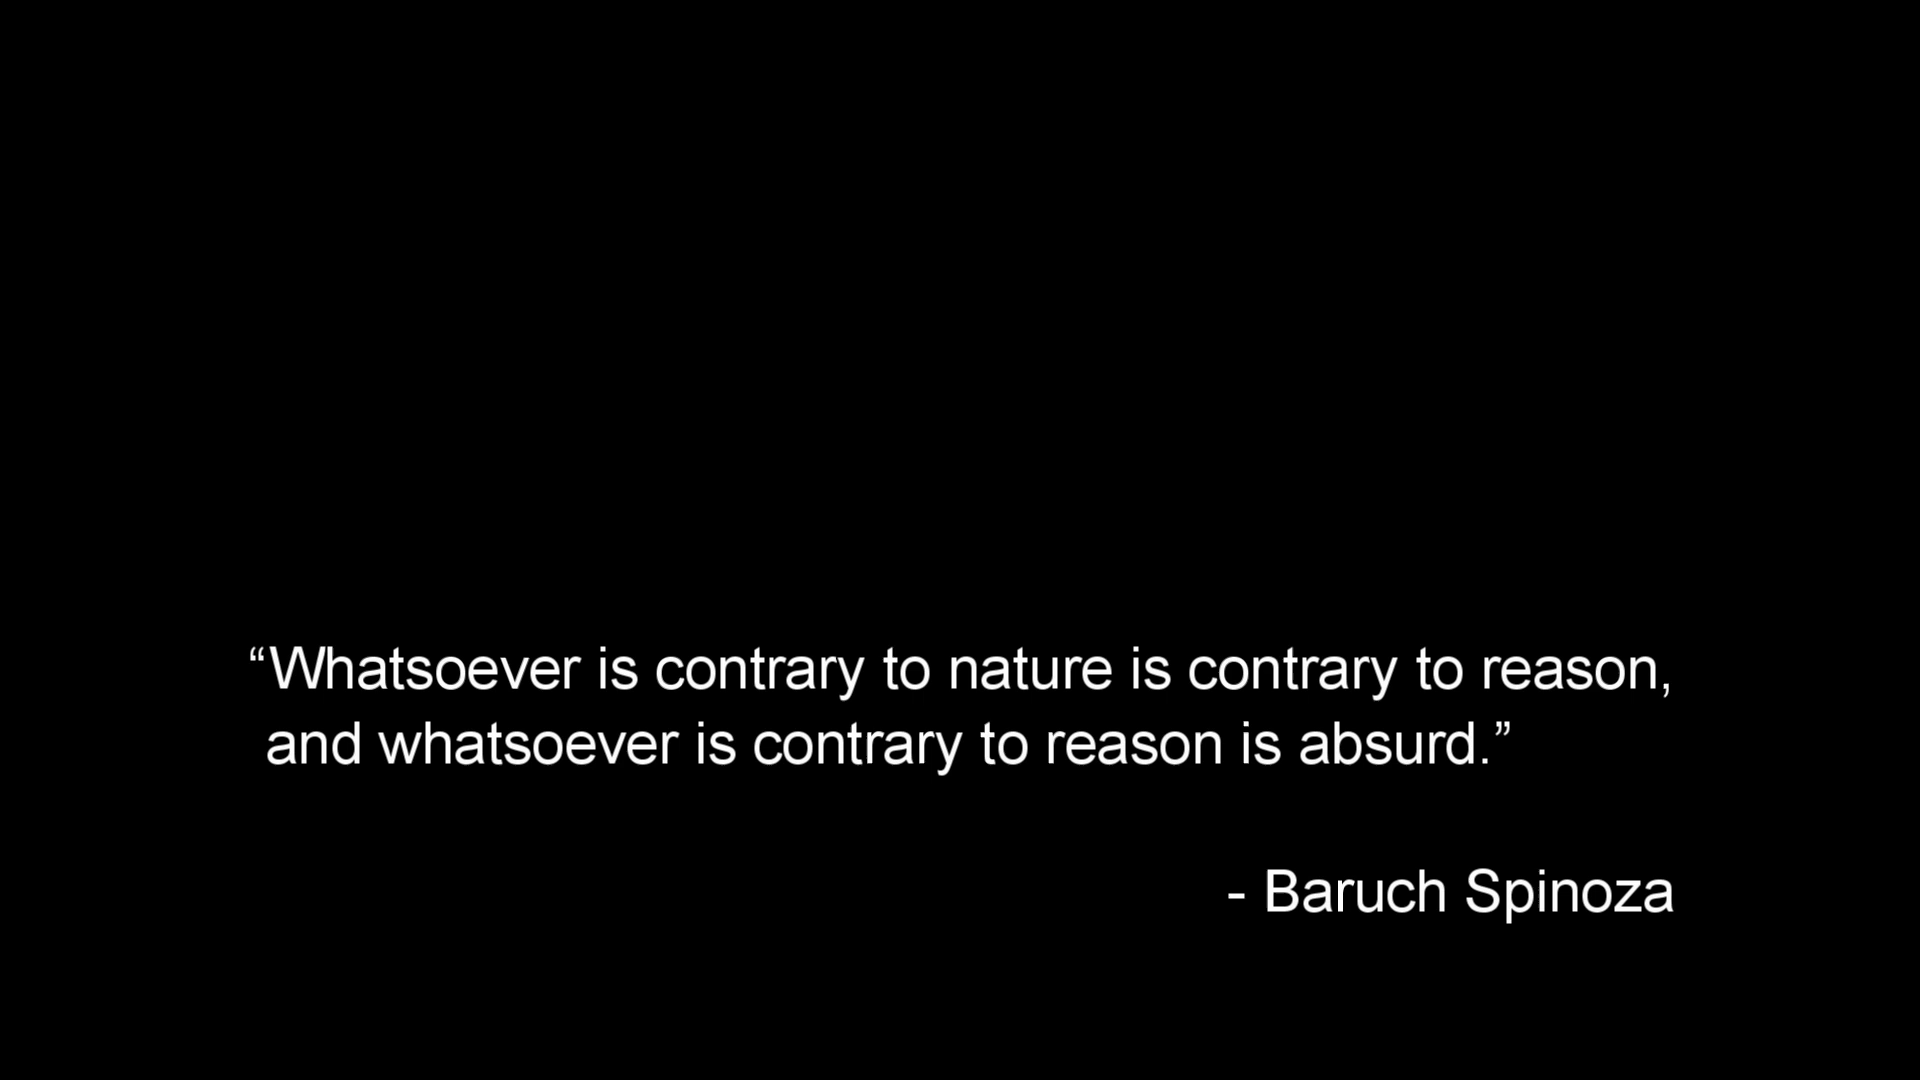 “Whatsoever is contrary to nature is contrary to reason,
and whatsoever is contrary to reason is absurd.”
- Baruch Spinoza